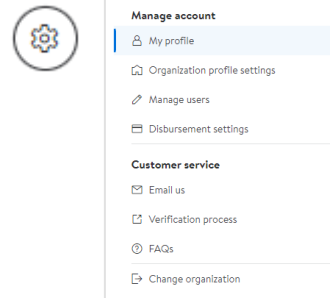 Manage account
My profile
Organization profile settings
Manage users
Disbursement settings
Customer service
Email us
Verification process
FAQs
Change organization